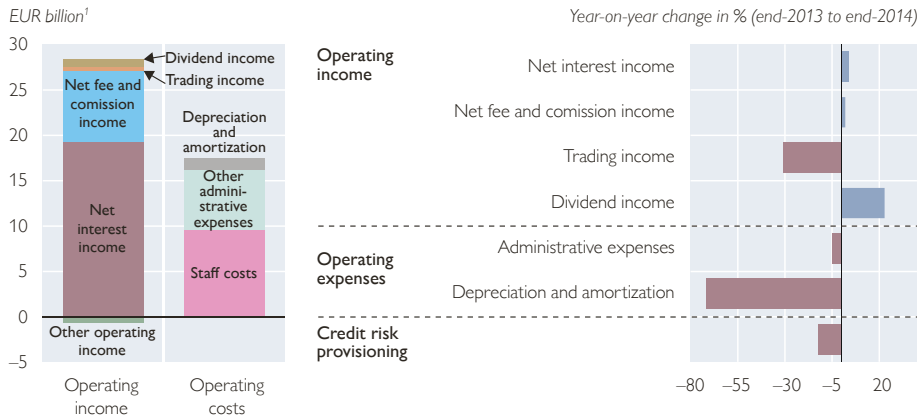 EUR billion¹
Year-on-year change in % (end-2013 to end-2014)
30
25
20
15
10
5
0
–5
Dividend income
Trading income
Net fee and
comission
income
Net
interest
income
Other operating
income
Depreciation
and
amortization
Other
admini-
strative
expenses
Staff costs
Operating
income
Operating
costs
Operating
income
Net interest income
Net fee and comission income
Trading income
Dividend income
Operating
expenses
Administrative expenses
Depreciation and amortization
Credit risk
provisioning
–80 –55 –30 –5 20